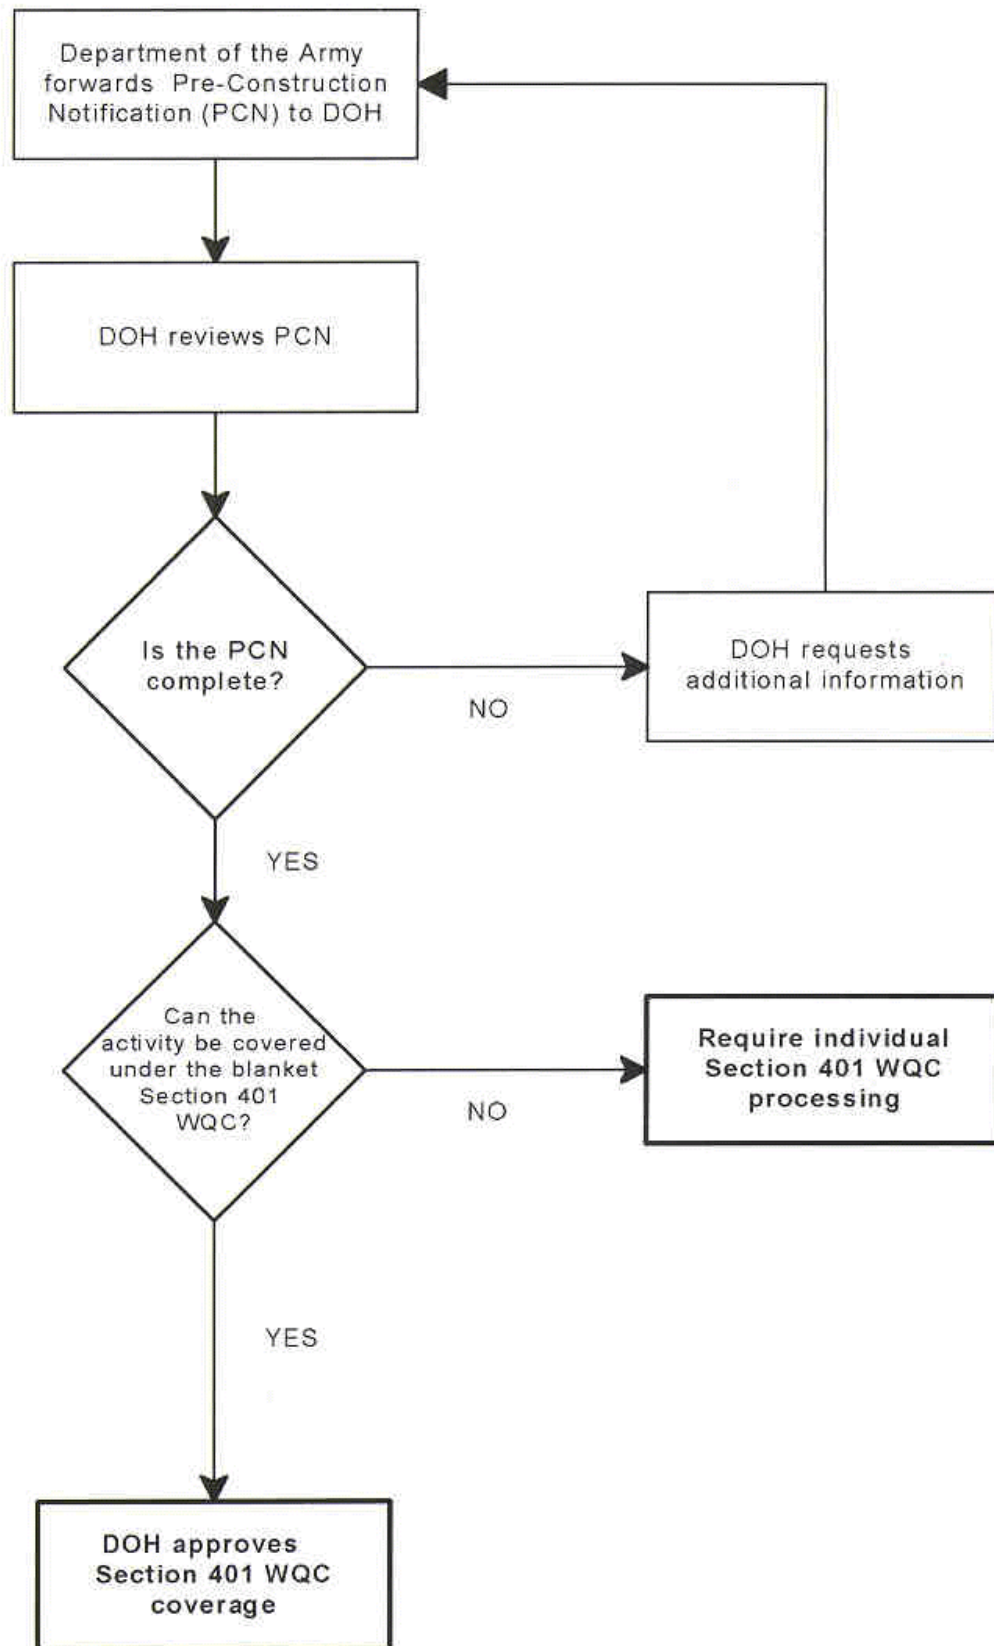 Department of the Army
forwards Pre-Construction
Notification (PCN) to DOH
DOH reviews PCN
Is the PCN
complete?
NO
DOH requests
additional information
YES
Can the
activity be covered
under the blanket
Section 401
WQC?
NO
Require individual
Section 401 WQC
processing
YES
DOH approves
Section 401 WQC
coverage